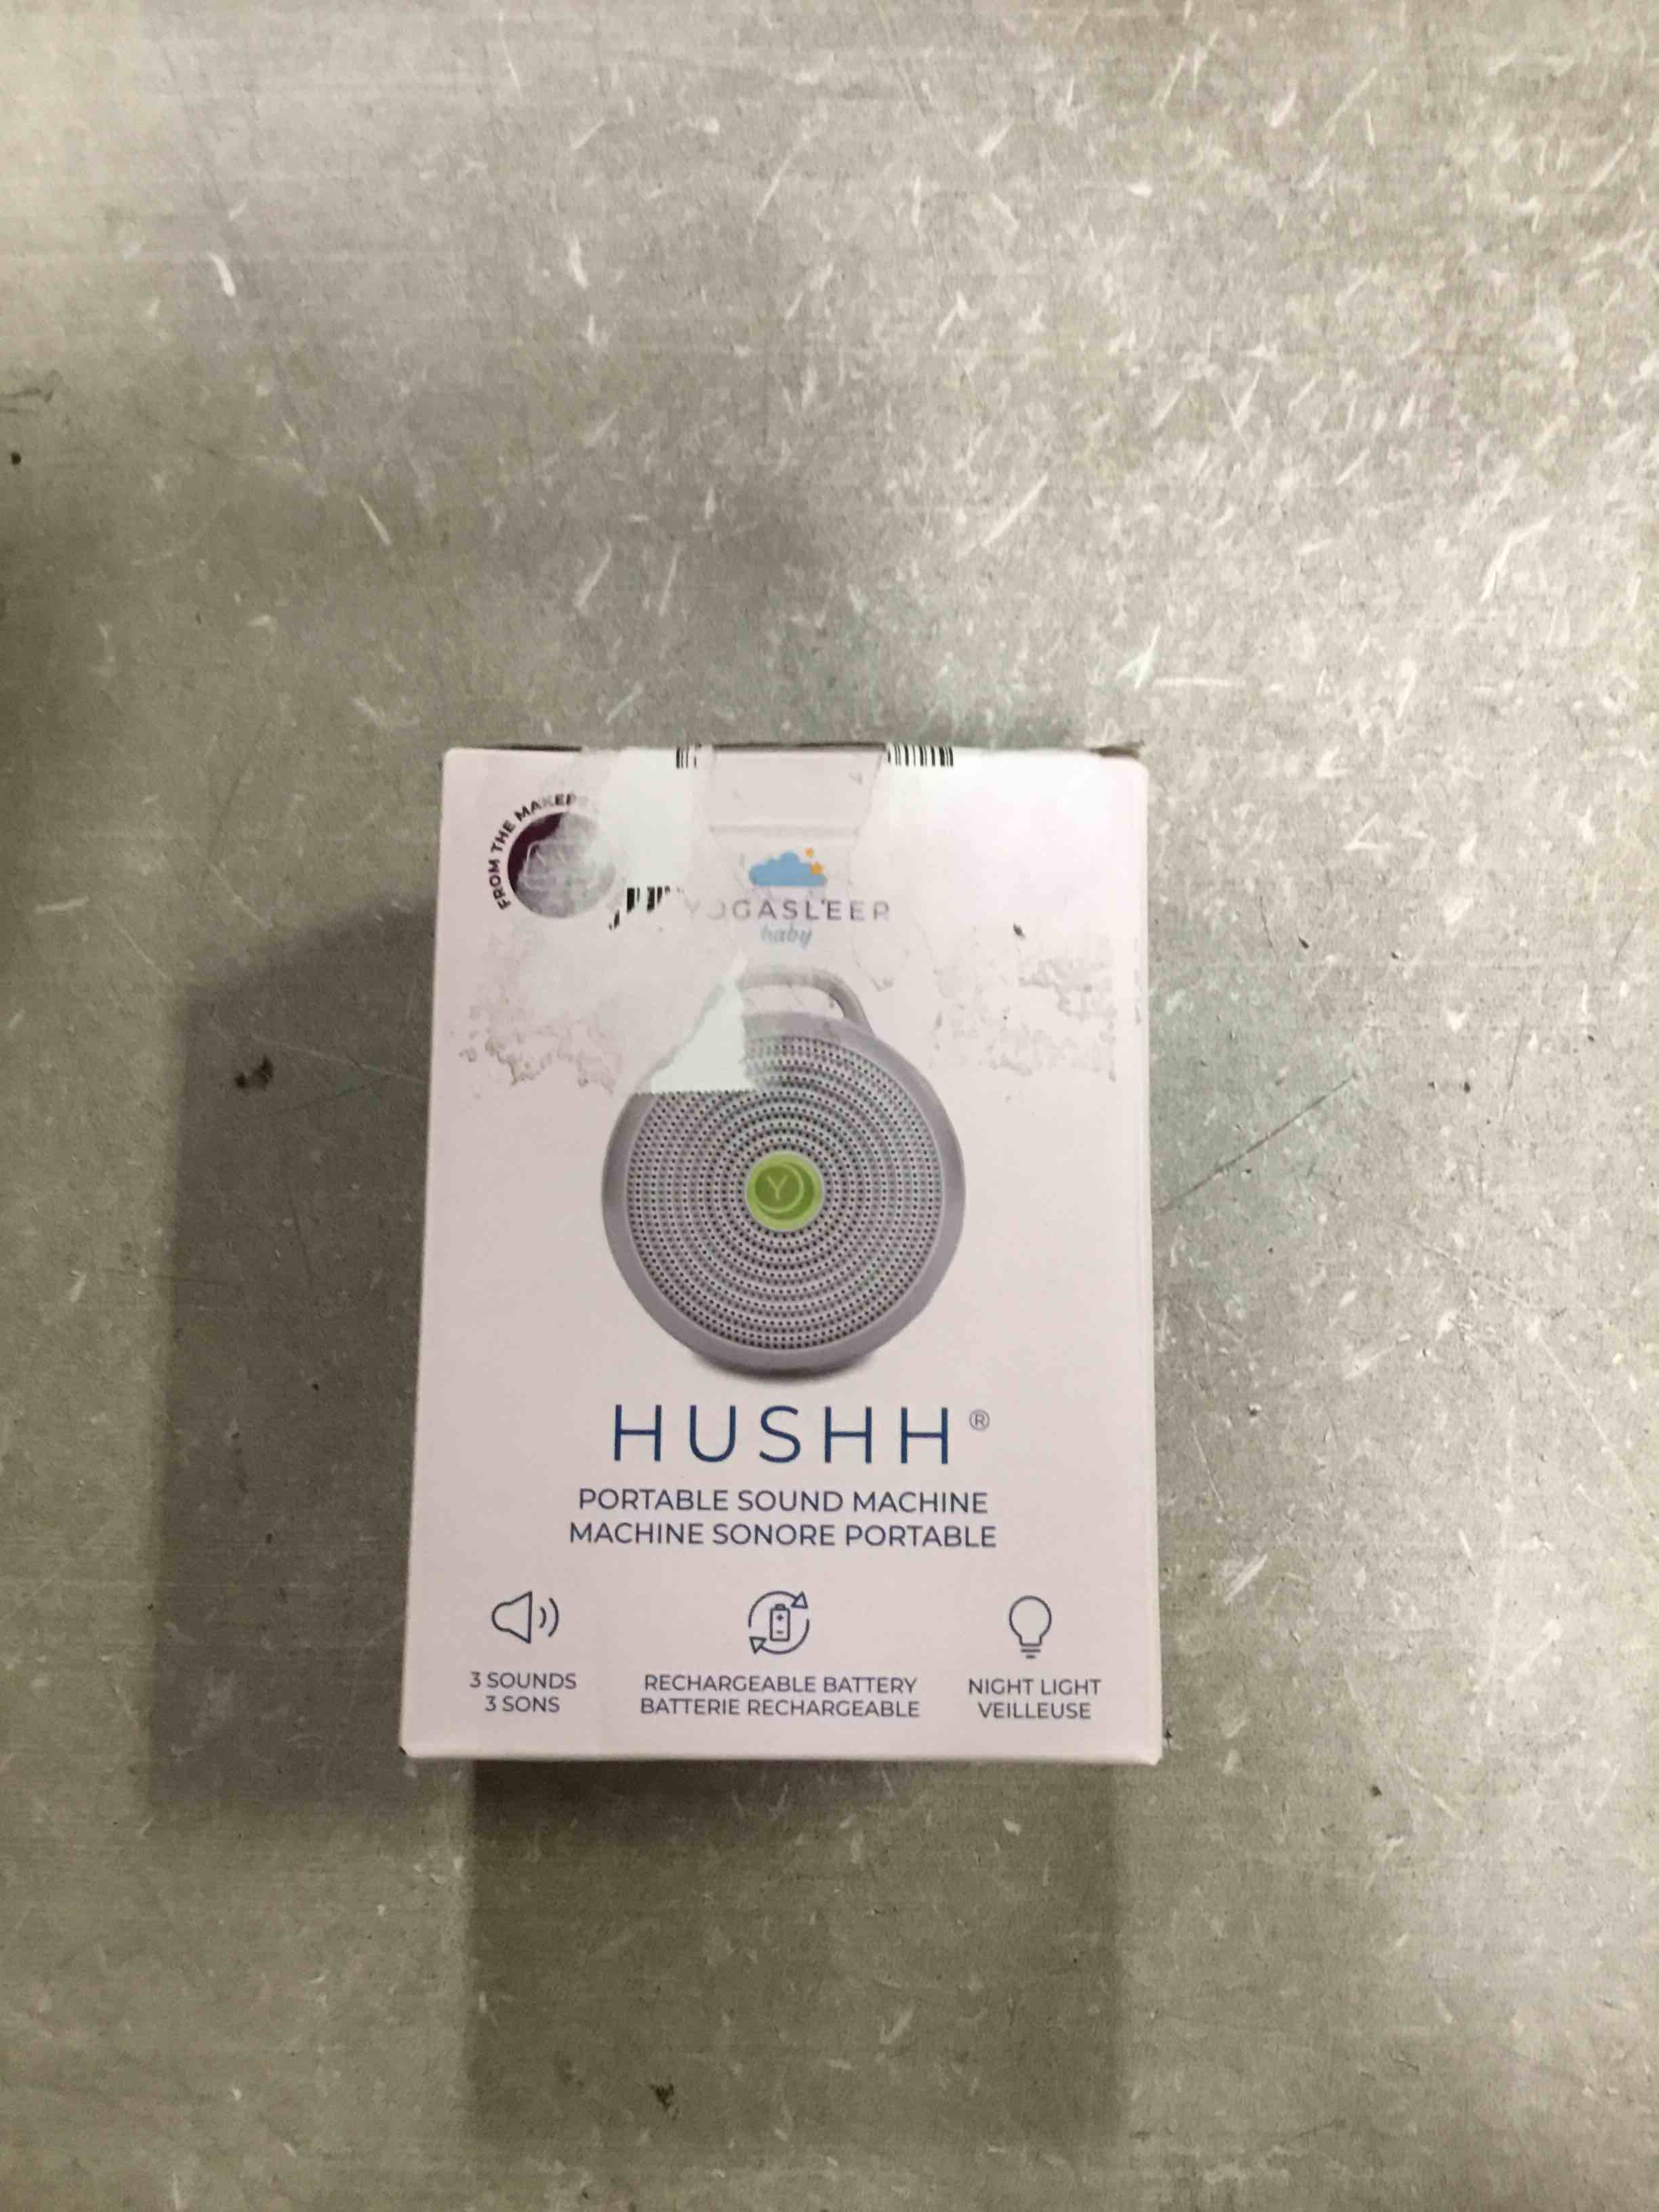 FROM THE MAKERS
YOGASLEEP
baby
Y
HUSHH®
PORTABLE SOUND MACHINE
MACHINE SONORE PORTABLE
3 SOUNDS
3 SONS
RECHARGEABLE BATTERY
BATTERIE RECHARGEABLE
NIGHT LIGHT
VEILLEUSE